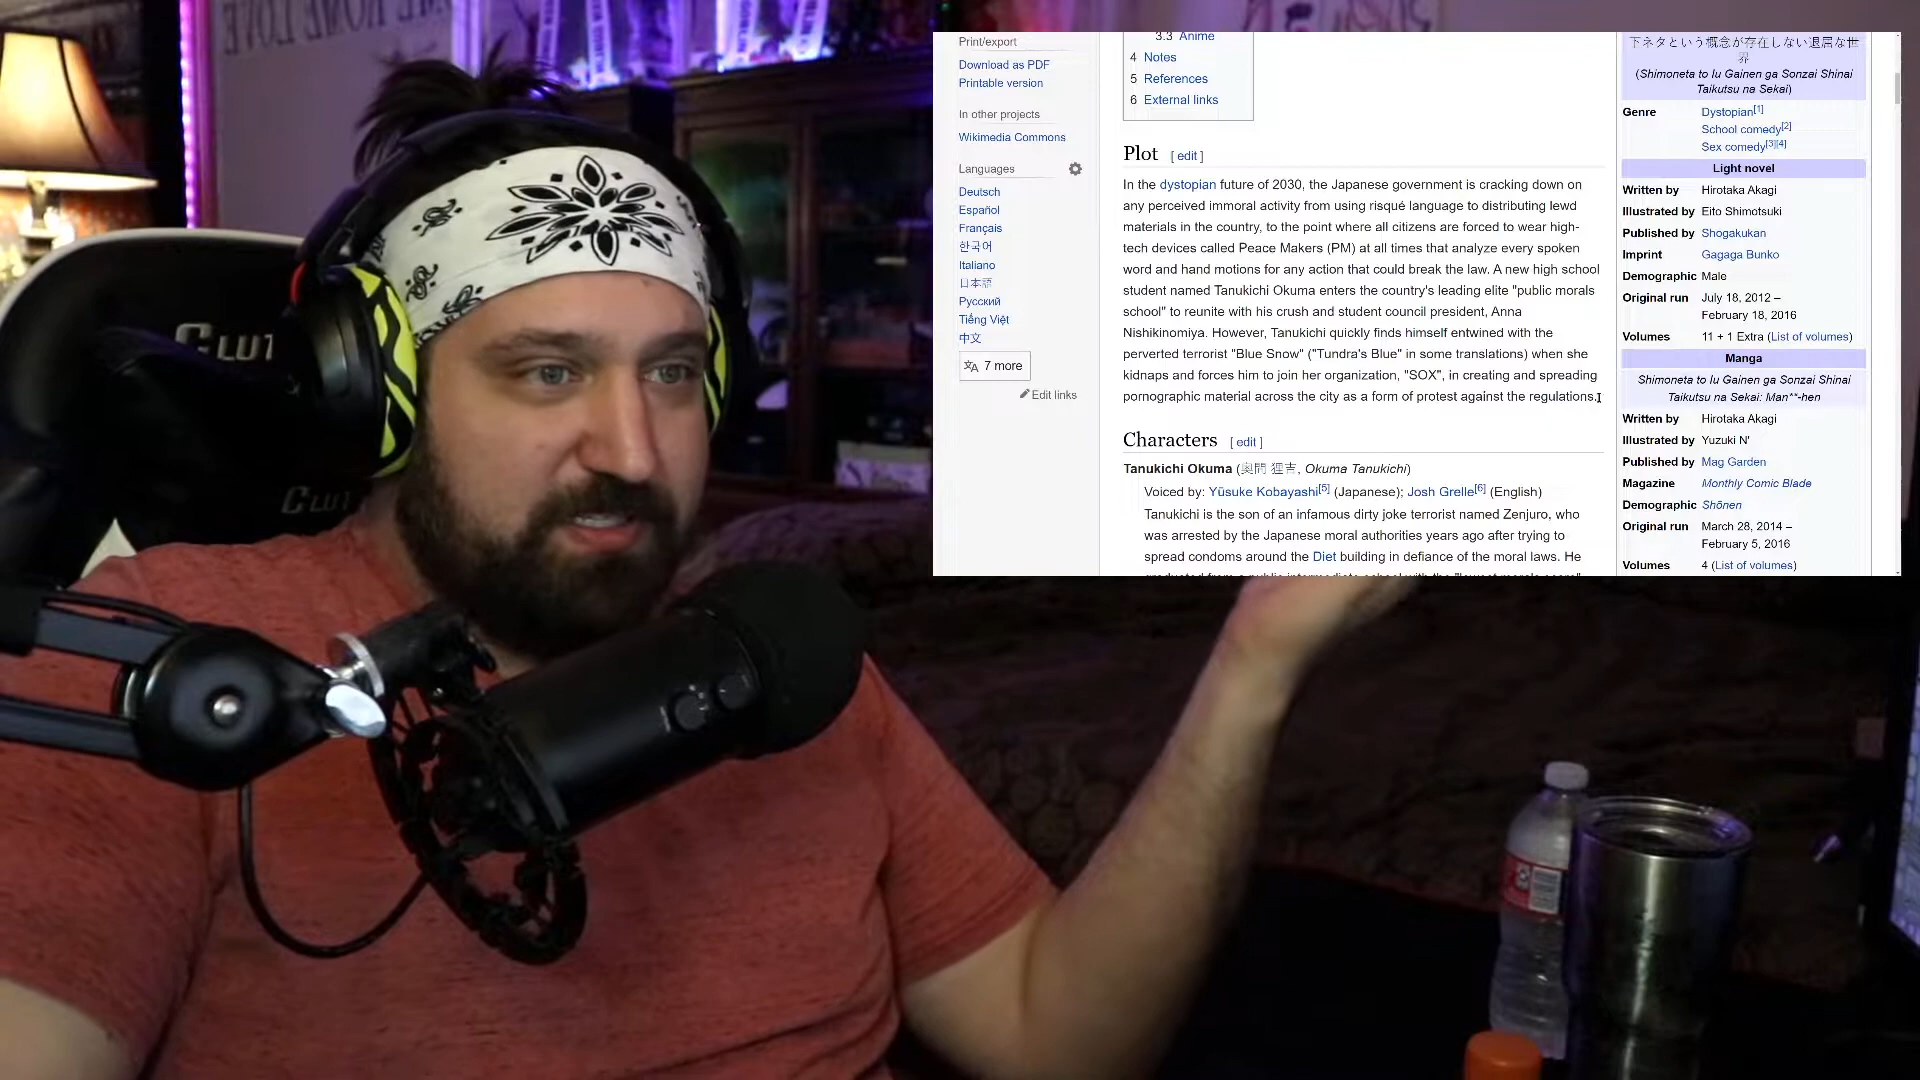 HOME LOVE
CLUT
CLUT
Print/export
Download as PDF
Printable version
In other projects
Wikimedia Commons
Languages
Deutsch
Español
Français
한국어
Italiano
日本語
Русский
Tiếng Việt
中文
7 more
Edit links
3.3 Anime
4 Notes
5 References
6 External links
Plot [ edit ]
In the dystopian future of 2030, the Japanese government is cracking down on
any perceived immoral activity from using risqué language to distributing lewd
materials in the country, to the point where all citizens are forced to wear high-
tech devices called Peace Makers (PM) at all times that analyze every spoken
word and hand motions for any action that could break the law. A new high school
student named Tanukichi Okuma enters the country's leading elite "public morals
school" to reunite with his crush and student council president, Anna
Nishikinomiya. However, Tanukichi quickly finds himself entwined with the
perverted terrorist "Blue Snow" ("Tundra's Blue" in some translations) when she
kidnaps and forces him to join her organization, "SOX", in creating and spreading
pornographic material across the city as a form of protest against the regulations.
Characters [ edit ]
Tanukichi Okuma (奥間 狸吉, Okuma Tanukichi)
Voiced by: Yūsuke Kobayashi[5] (Japanese); Josh Grelle[6] (English)
Tanukichi is the son of an infamous dirty joke terrorist named Zenjuro, who
was arrested by the Japanese moral authorities years ago after trying to
spread condoms around the Diet building in defiance of the moral laws. He
graduated from a public intermediate school with the "lowest morals score"
下ネタという概念が存在しない退屈な世
界
(Shimoneta to Iu Gainen ga Sonzai Shinai
Taikutsu na Sekai)
Genre Dystopian[1]
School comedy[2]
Sex comedy[3][4]
Light novel
Written by Hirotaka Akagi
Illustrated by Eito Shimotsuki
Published by Shogakukan
Imprint Gagaga Bunko
Demographic Male
Original run July 18, 2012 –
February 18, 2016
Volumes 11 + 1 Extra (List of volumes)
Manga
Shimoneta to Iu Gainen ga Sonzai Shinai
Taikutsu na Sekai: Man**-hen
Written by Hirotaka Akagi
Illustrated by Yuzuki N'
Published by Mag Garden
Magazine Monthly Comic Blade
Demographic Shōnen
Original run March 28, 2014 –
February 5, 2016
Volumes 4 (List of volumes)